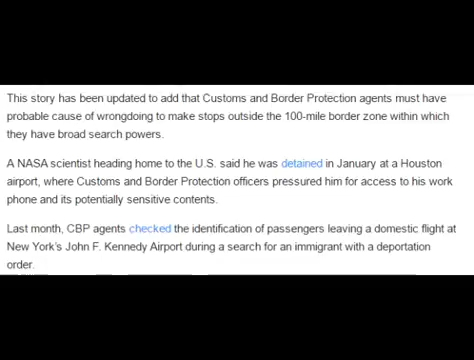 This story has been updated to add that Customs and Border Protection agents must have
probable cause of wrongdoing to make stops outside the 100-mile border zone within which
they have broad search powers.
A NASA scientist heading home to the U.S. said he was detained in January at a Houston
airport, where Customs and Border Protection officers pressured him for access to his work
phone and its potentially sensitive contents.
Last month, CBP agents checked the identification of passengers leaving a domestic flight at
New York's John F. Kennedy Airport during a search for an immigrant with a deportation
order.